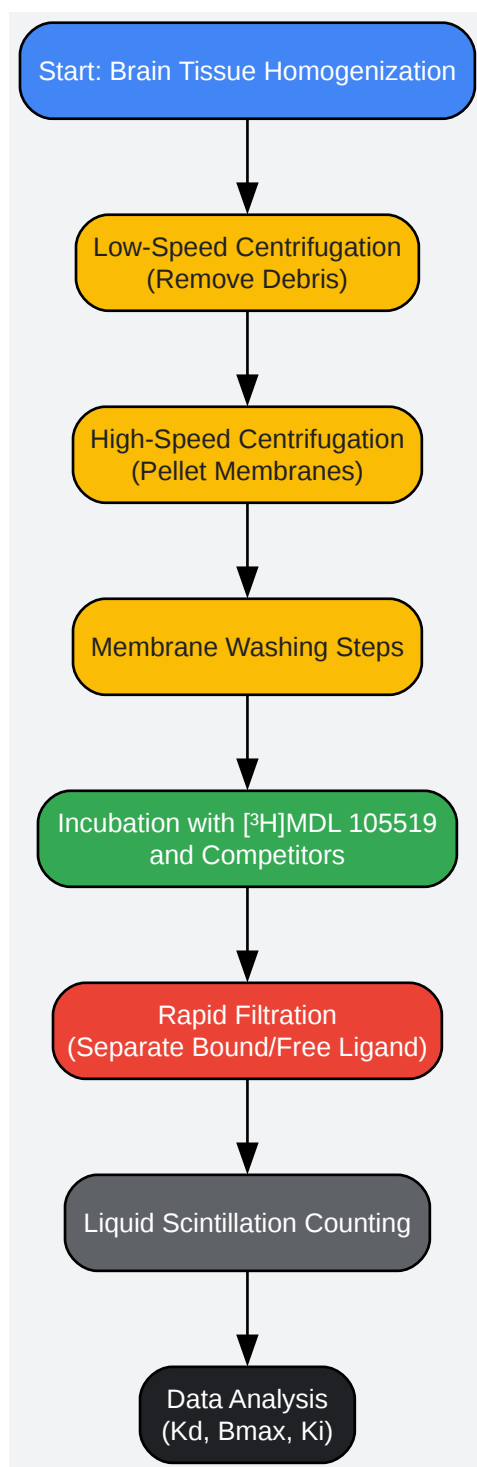 Start: Brain Tissue Homogenization
Low-Speed Centrifugation
(Remove Debris)
High-Speed Centrifugation
(Pellet Membranes)
Membrane Washing Steps
Incubation with [³H]MDL 105519
and Competitors
Rapid Filtration
(Separate Bound/Free Ligand)
Liquid Scintillation Counting
Data Analysis
(Kd, Bmax, Ki)